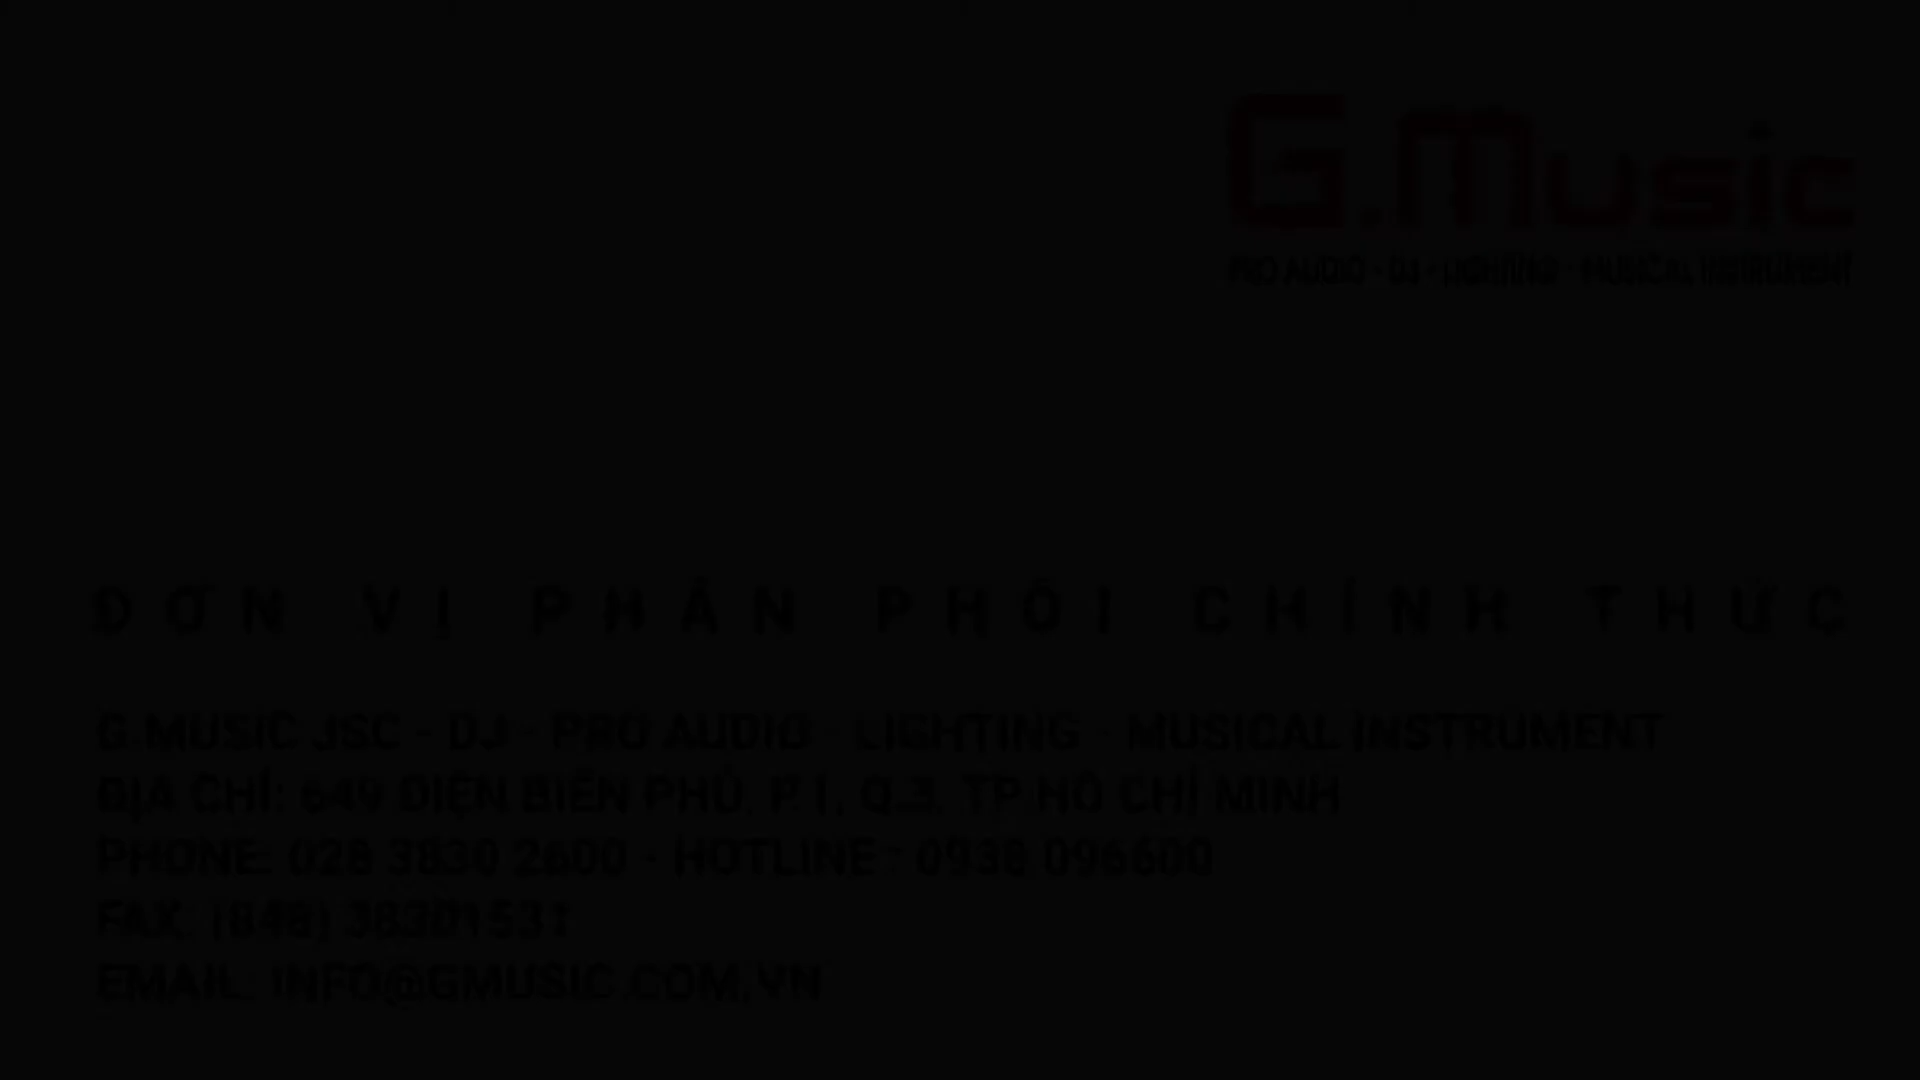 G.Music
PRO AUDIO - DJ - LIGHTING - MUSICAL INSTRUMENT
ĐƠN VỊ PHÂN PHỐI CHÍNH THỨC
G.MUSIC JSC - DJ - PRO AUDIO - LIGHTING - MUSICAL INSTRUMENT
ĐỊA CHỈ: 649 ĐIỆN BIÊN PHỦ, P.1, Q.3, TP.HỒ CHÍ MINH
PHONE: 028 3830 2600 - HOTLINE : 0938 096600
FAX: (848) 38301531
EMAIL: INFO@GMUSIC.COM.VN